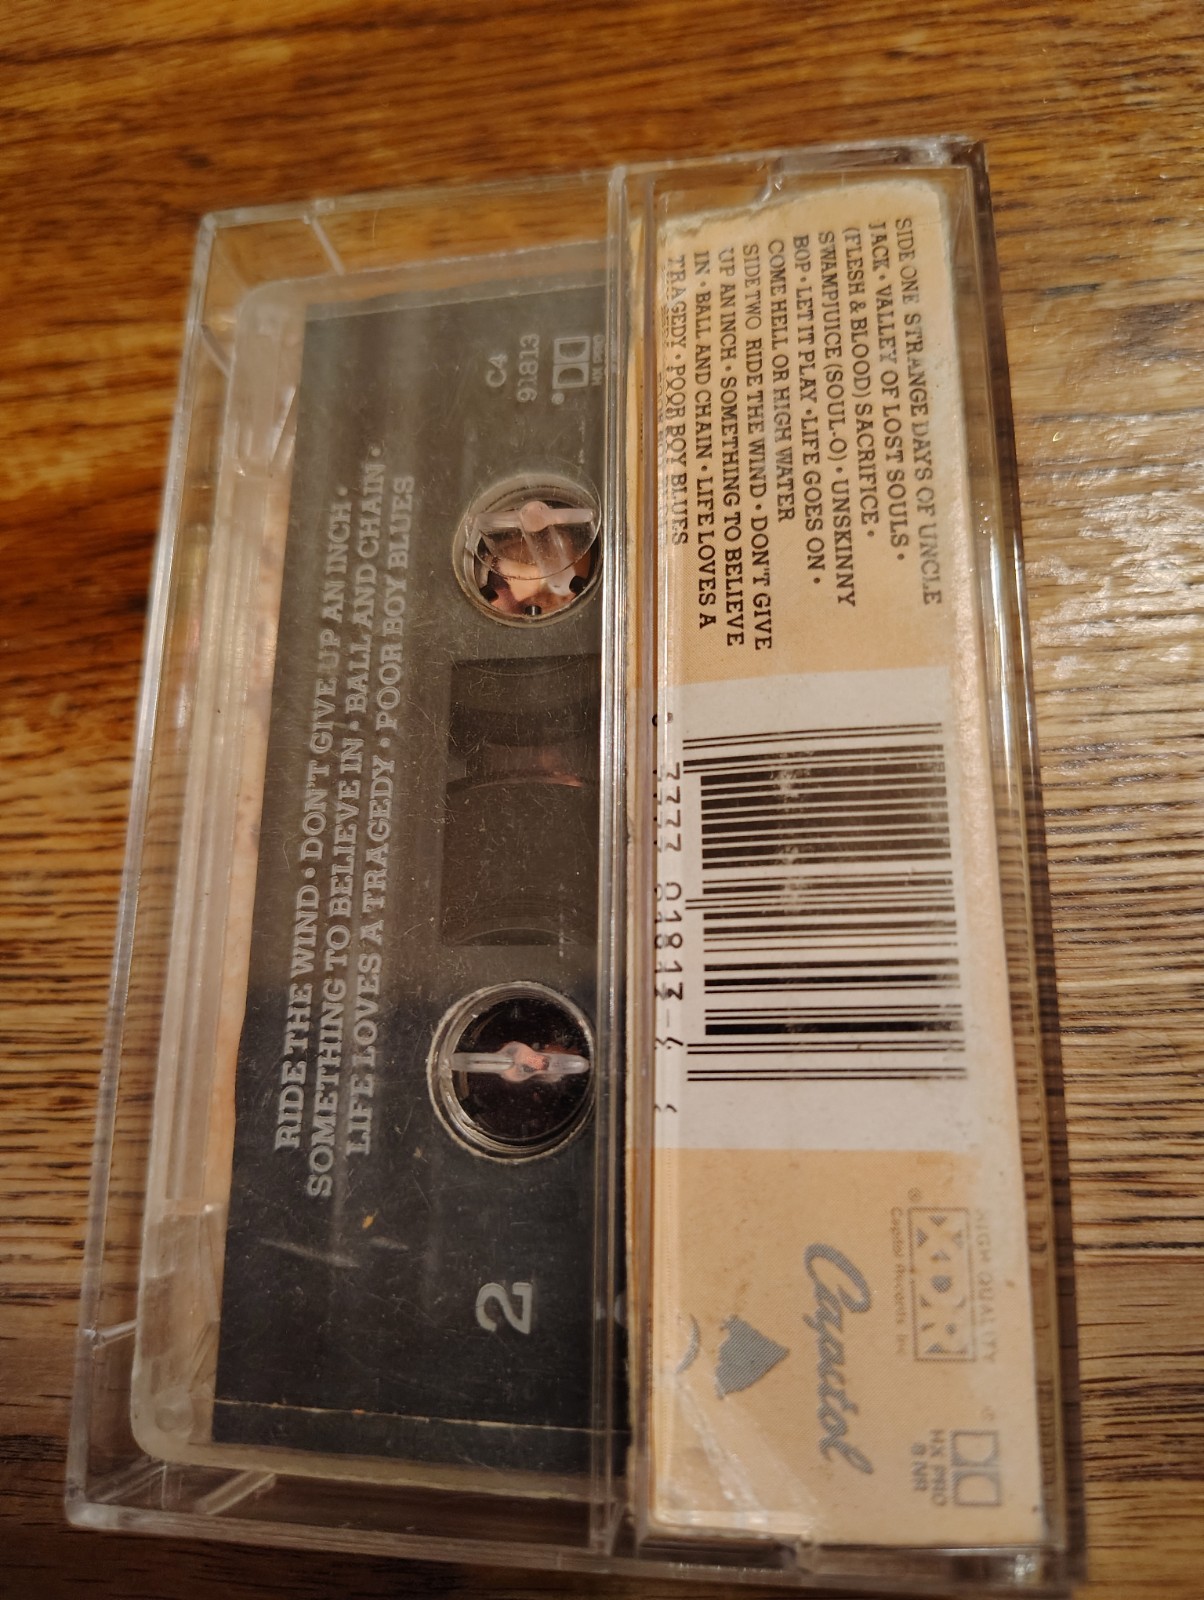 SIDE ONE STRANGE DAYS OF UNCLE
JACK • VALLEY OF LOST SOULS •
(FLESH & BLOOD) SACRIFICE •
SWAMPJUICE (SOUL-O) • UNSKINNY
BOP • LET IT PLAY • LIFE GOES ON •
COME HELL OR HIGH WATER
SIDE TWO RIDE THE WIND • DON'T GIVE
UP AN INCH • SOMETHING TO BELIEVE
IN • BALL AND CHAIN • LIFE LOVES A
TRAGEDY • POOR BOY BLUES
77777 91813-4
HIGH QUALITY
XDR
®
Capitol Records Inc
Capitol
HX PRO
B NR
C4
91813
RIDE THE WIND • DON'T GIVE UP AN INCH •
SOMETHING TO BELIEVE IN • BALL AND CHAIN •
LIFE LOVES A TRAGEDY • POOR BOY BLUES
2